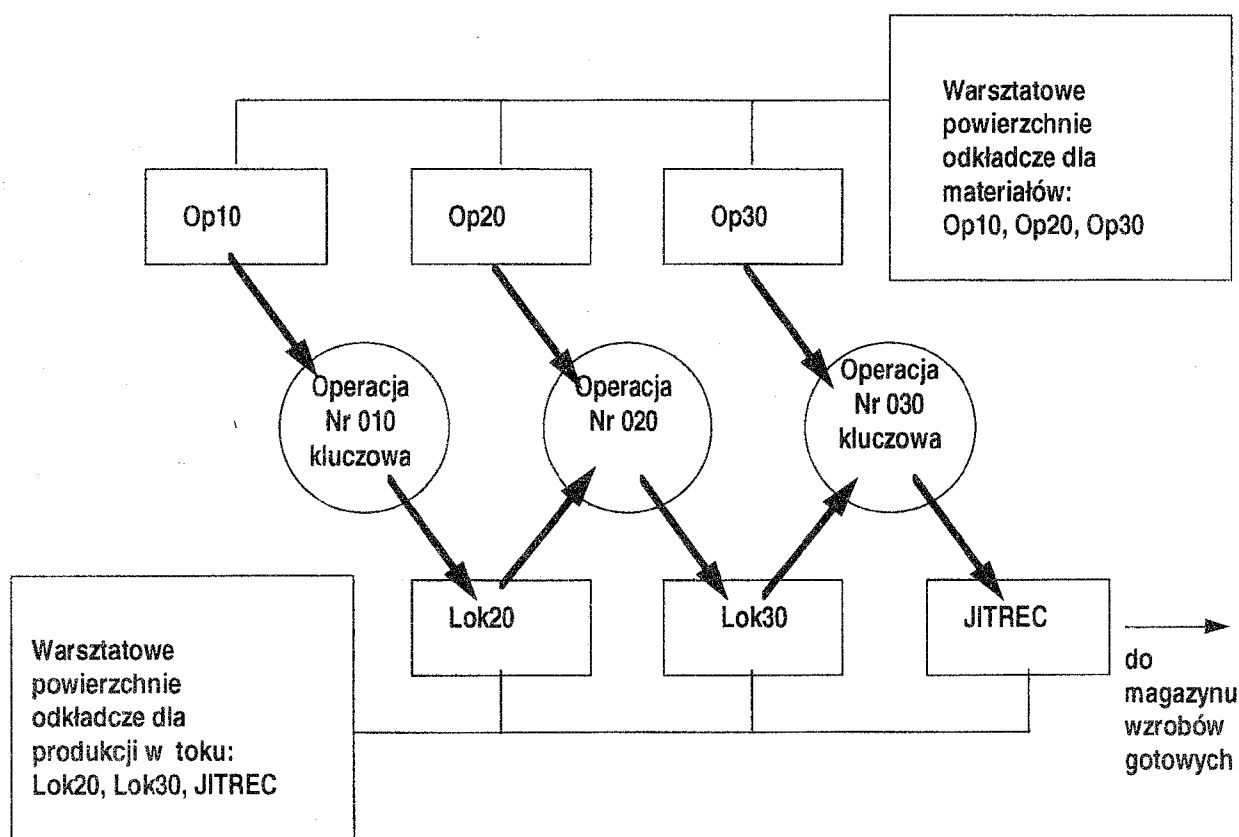 Warsztatowe
powierzchnie
odkładcze dla
materiałów:
Op10, Op20, Op30
Op10
Op20
Op30
Operacja
Nr 010
kluczowa
Operacja
Nr 020
Operacja
Nr 030
kluczowa
Lok20
Lok30
JITREC
do
magazynu
wzrobów
gotowych
Warsztatowe
powierzchnie
odkładcze dla
produkcji w toku:
Lok20, Lok30, JITREC